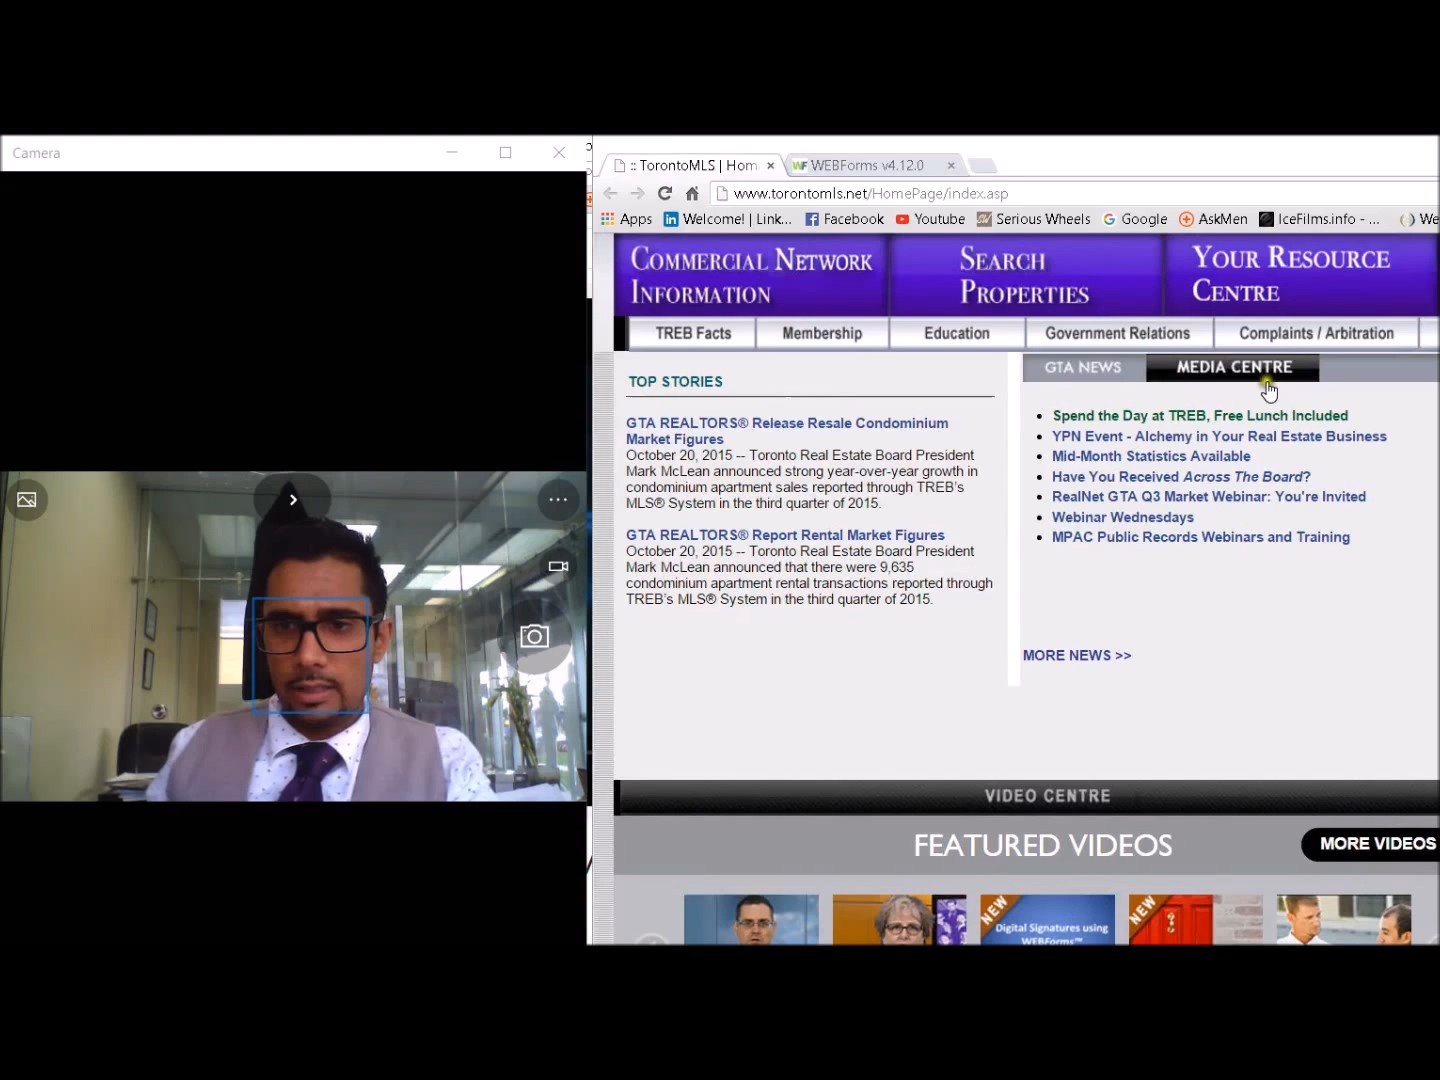 Camera
:: TorontoMLS | Hom
WEBForms v4.12.0
www.torontomls.net/HomePage/index.asp
Apps
Welcome! | Link...
Facebook
Youtube
Serious Wheels
Google
AskMen
IceFilms.info - ...
We
COMMERCIAL NETWORK
INFORMATION
SEARCH
PROPERTIES
YOUR RESOURCE
CENTRE
TREB Facts
Membership
Education
Government Relations
Complaints / Arbitration
TOP STORIES
GTA REALTORS® Release Resale Condominium
Market Figures
October 20, 2015 -- Toronto Real Estate Board President
Mark McLean announced strong year-over-year growth in
condominium apartment sales reported through TREB's
MLS® System in the third quarter of 2015.
GTA REALTORS® Report Rental Market Figures
October 20, 2015 -- Toronto Real Estate Board President
Mark McLean announced that there were 9,635
condominium apartment rental transactions reported through
TREB's MLS® System in the third quarter of 2015.
GTA NEWS
MEDIA CENTRE
Spend the Day at TREB, Free Lunch Included
YPN Event - Alchemy in Your Real Estate Business
Mid-Month Statistics Available
Have You Received Across The Board?
RealNet GTA Q3 Market Webinar: You're Invited
Webinar Wednesdays
MPAC Public Records Webinars and Training
MORE NEWS >>
VIDEO CENTRE
FEATURED VIDEOS
MORE VIDEOS
NEW
Digital Signatures using
WEBForms™
NEW